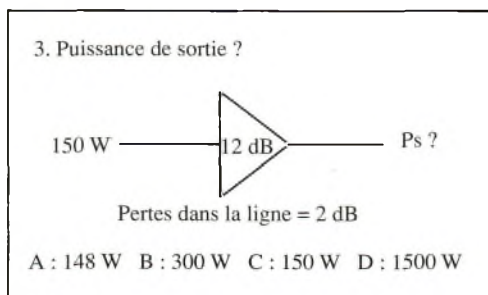 3. Puissance de sortie ?
150 W 12 dB Ps ?
Pertes dans la ligne = 2 dB
A : 148 W B : 300 W C : 150 W D : 1500 W